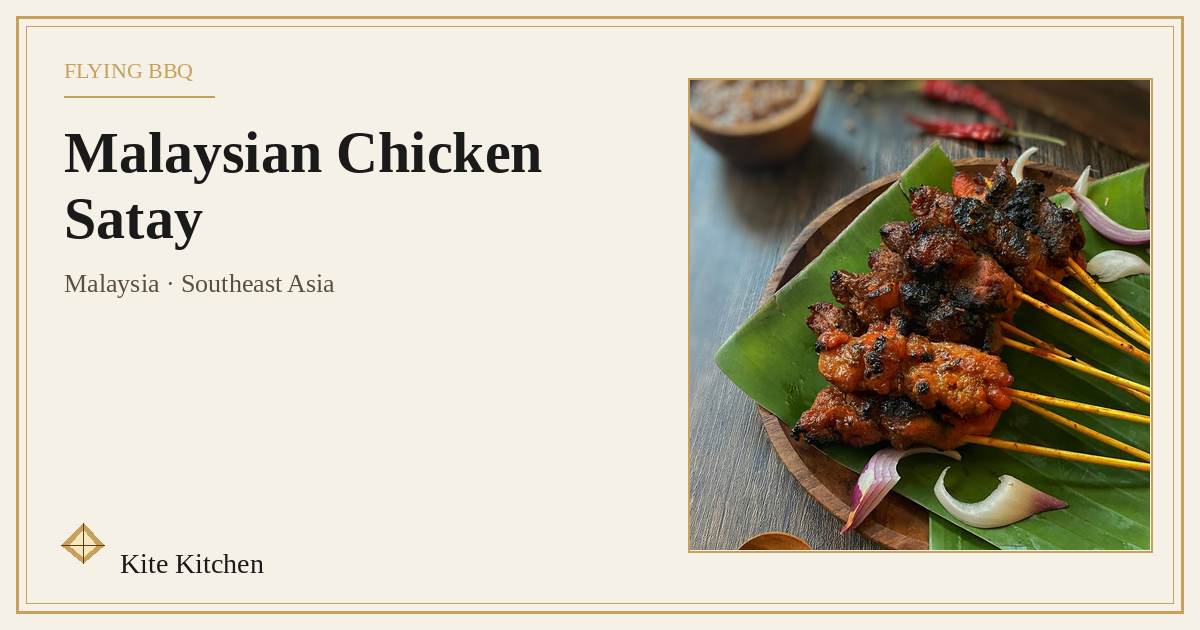 FLYING BBQ
Malaysian Chicken
Satay
Malaysia · Southeast Asia
Kite Kitchen